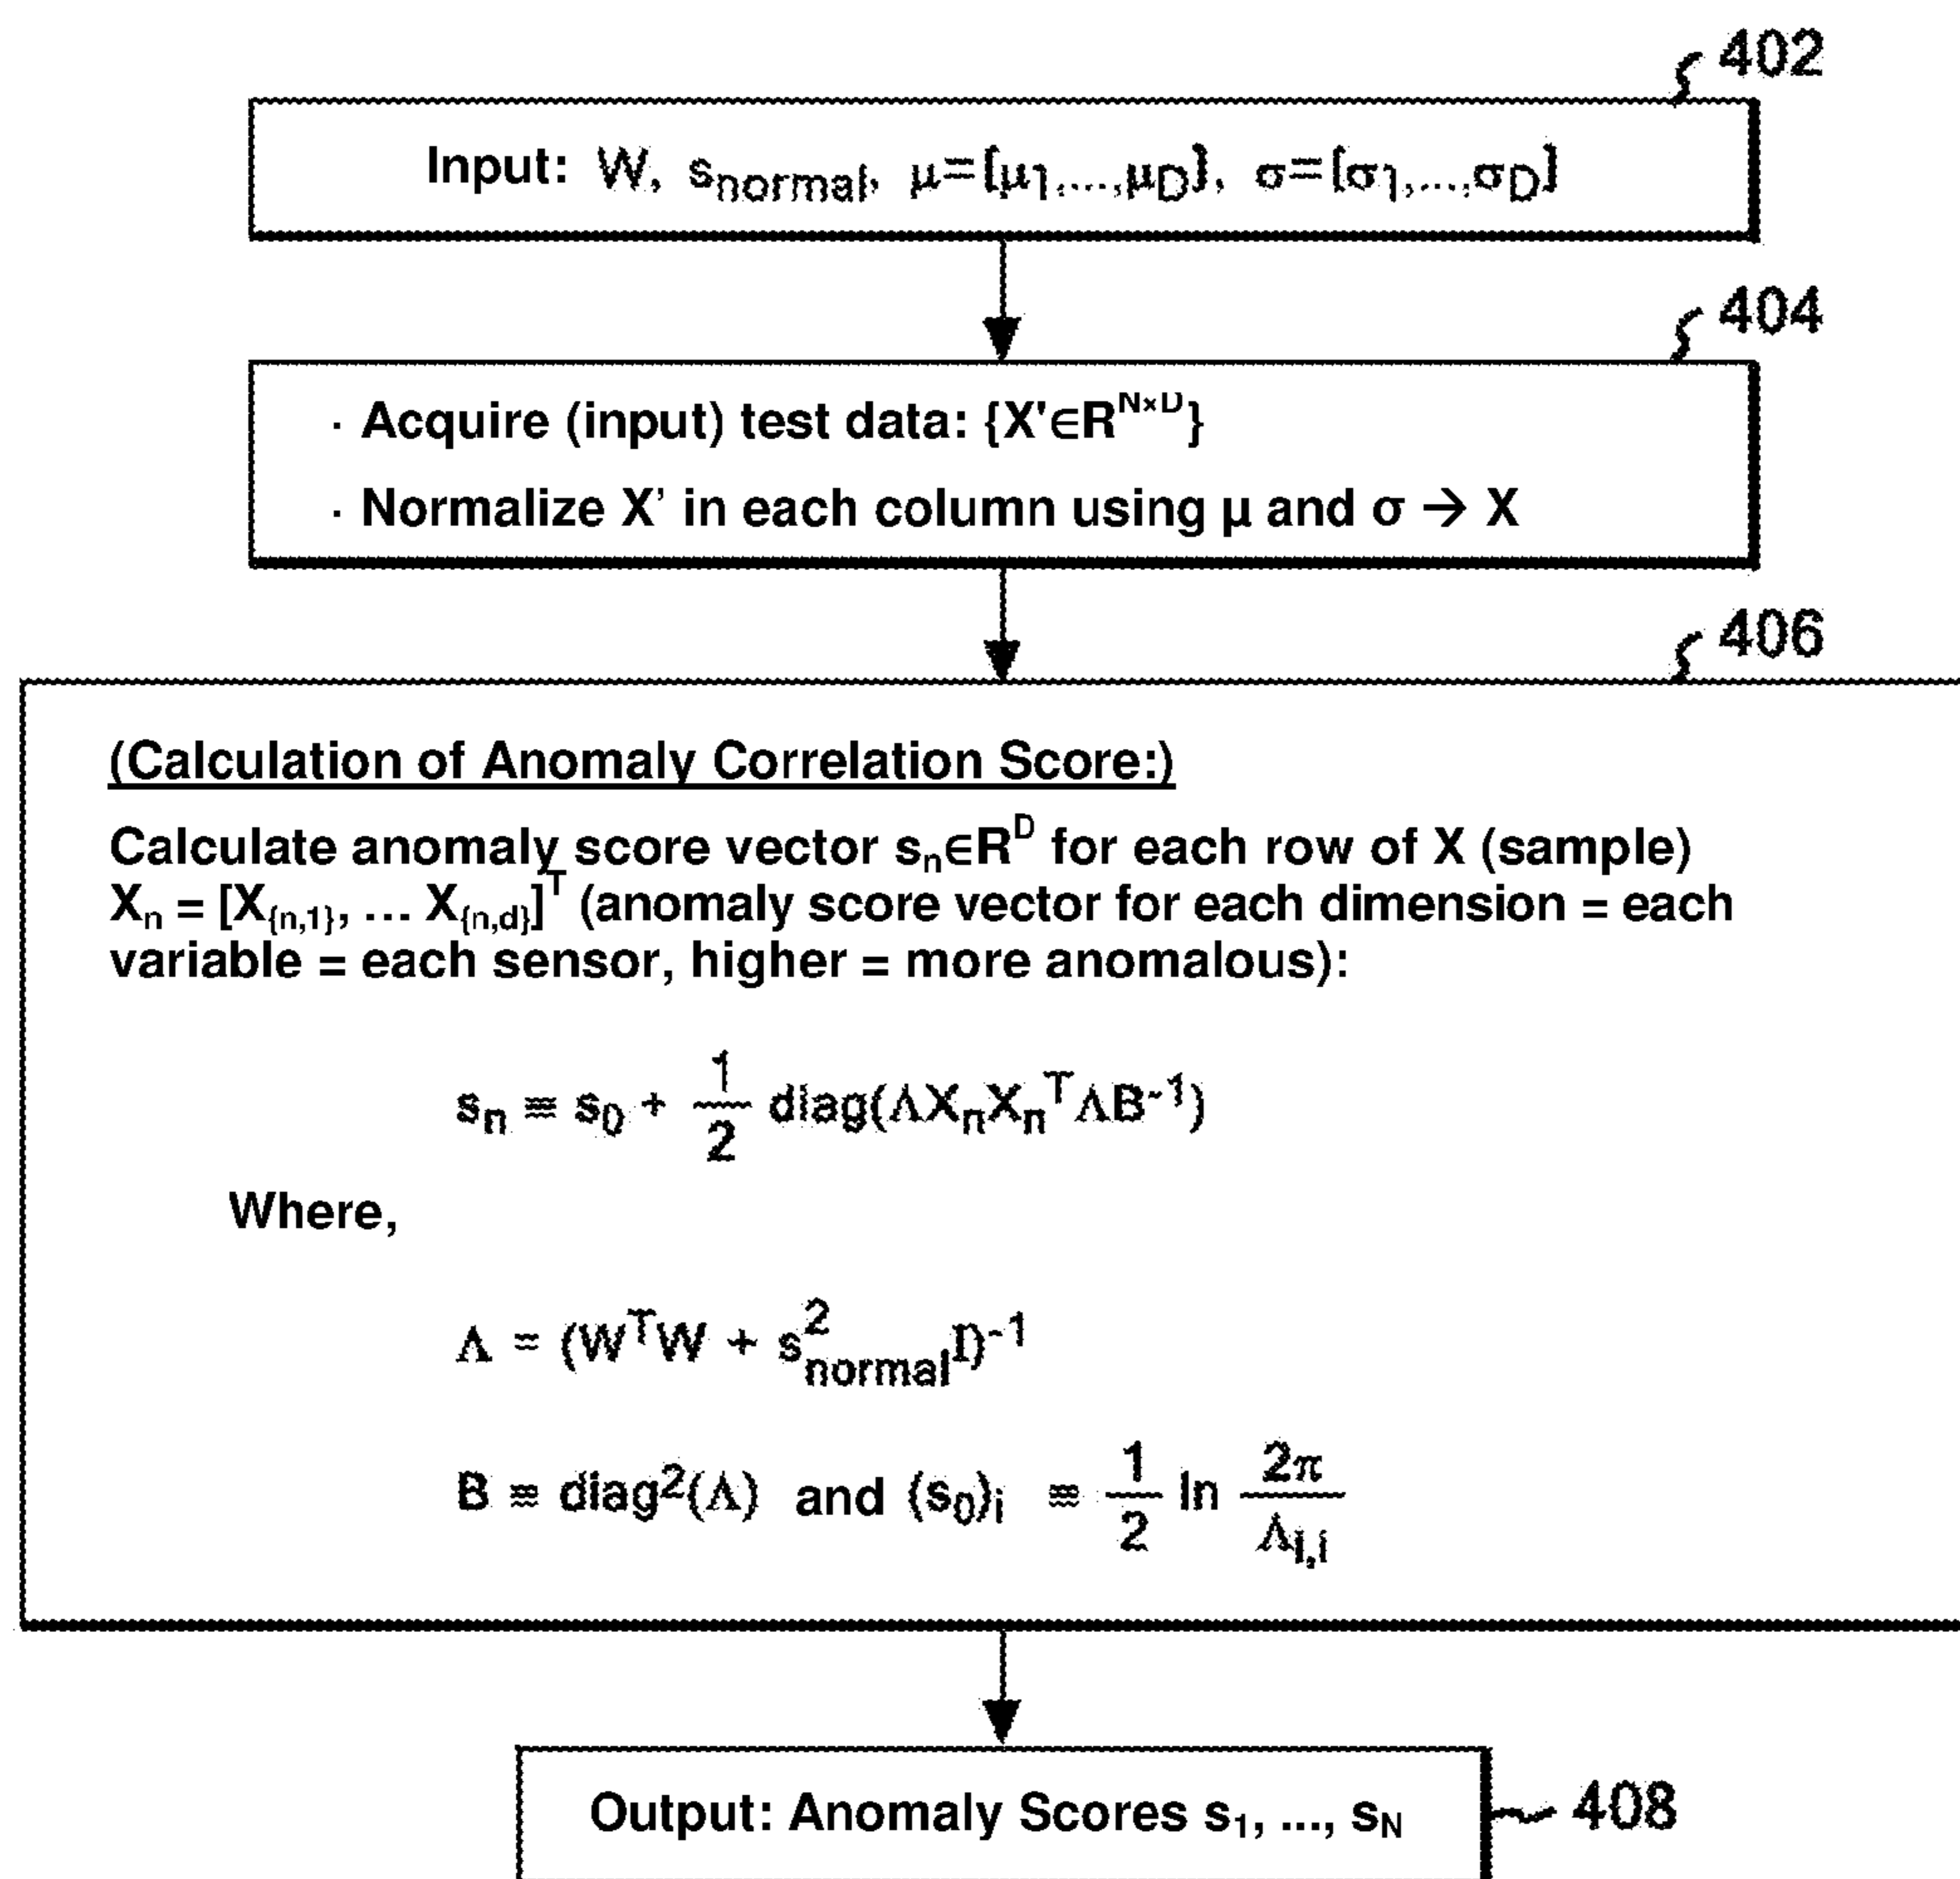 402
Input: W, s_normal, μ=[μ_1,...,μ_D], σ=[σ_1,...,σ_D]
404
· Acquire (input) test data: {X'∈R^{N×D}}
· Normalize X' in each column using μ and σ → X
406
(Calculation of Anomaly Correlation Score:)
Calculate anomaly score vector s_n∈R^D for each row of X (sample)
X_n = [X_{n,1}, ... X_{n,d}]^T (anomaly score vector for each dimension = each
variable = each sensor, higher = more anomalous):
s_n ≡ s_0 + 1/2 diag(ΛX_nX_n^TΛB^-1)
Where,
Λ = (W^TW + s^2_normal I)^-1
B ≡ diag^2(Λ) and (s_0)_i ≡ 1/2 ln 2π/Λ_i,i
Output: Anomaly Scores s_1, ..., s_N
408